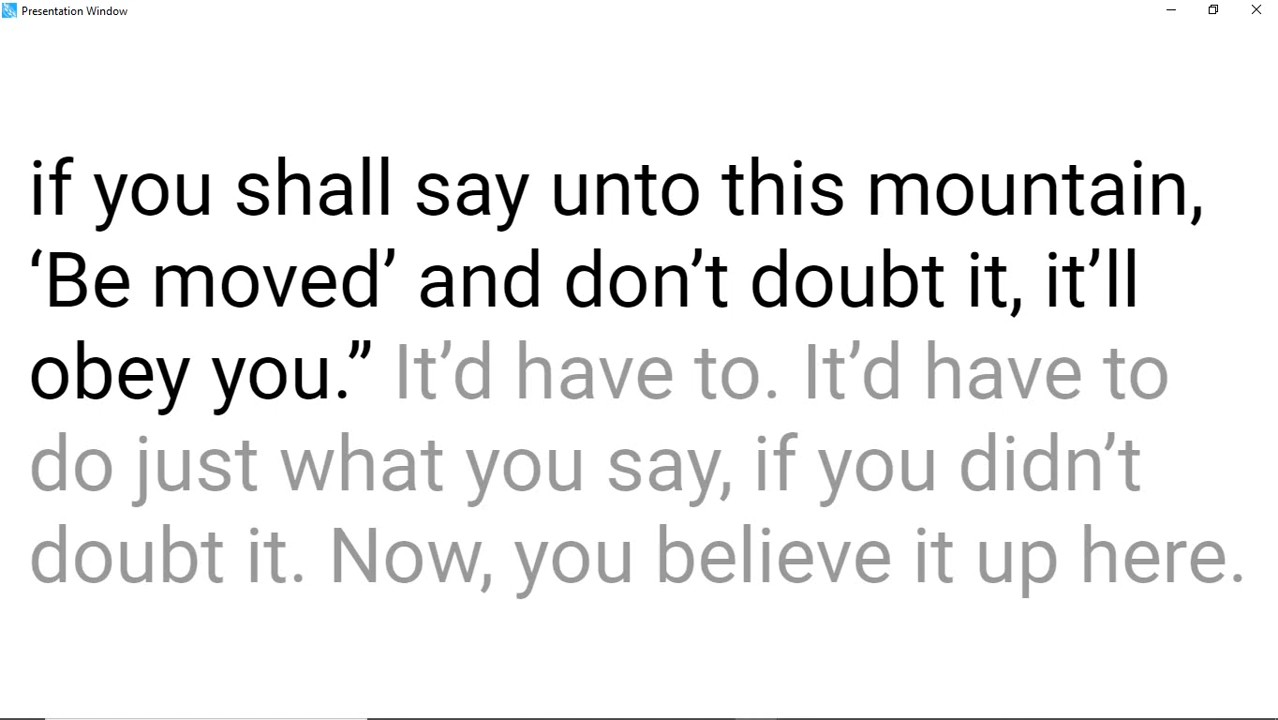 Presentation Window
if you shall say unto this mountain,
‘Be moved’ and don’t doubt it, it’ll
obey you.” It’d have to. It’d have to
do just what you say, if you didn’t
doubt it. Now, you believe it up here.